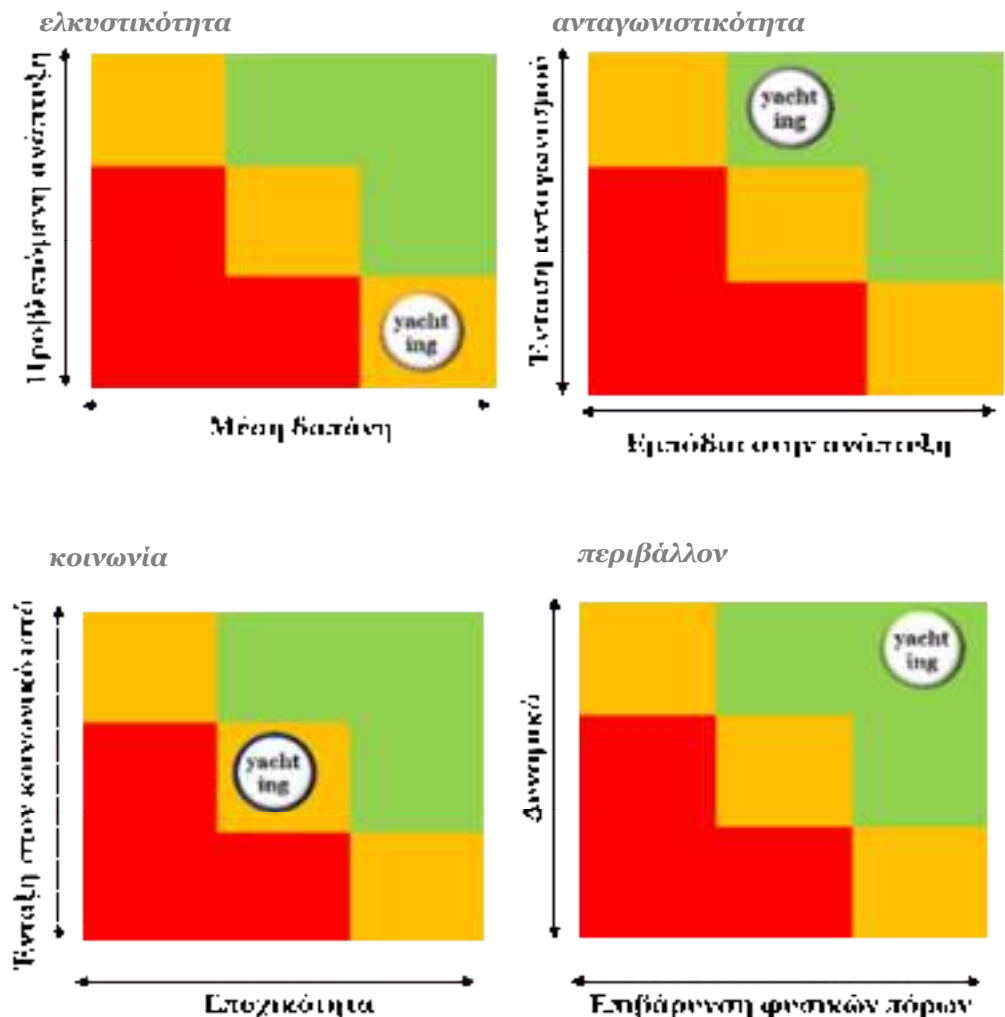 ελκυστικότητα
ανταγωνιστικότητα
Προβλεπόμενη ανάπτυξη
yacht
ing
Μέση δαπάνη
Ένταση ανταγωνισμού
yacht
ing
Εμπόδια στην ανάπτυξη
κοινωνία
περιβάλλον
Ένταξη στον κοινωνικό ιστό
yacht
ing
Εποχικότητα
Δυναμικό
yacht
ing
Επιβάρυνση φυσικών πόρων